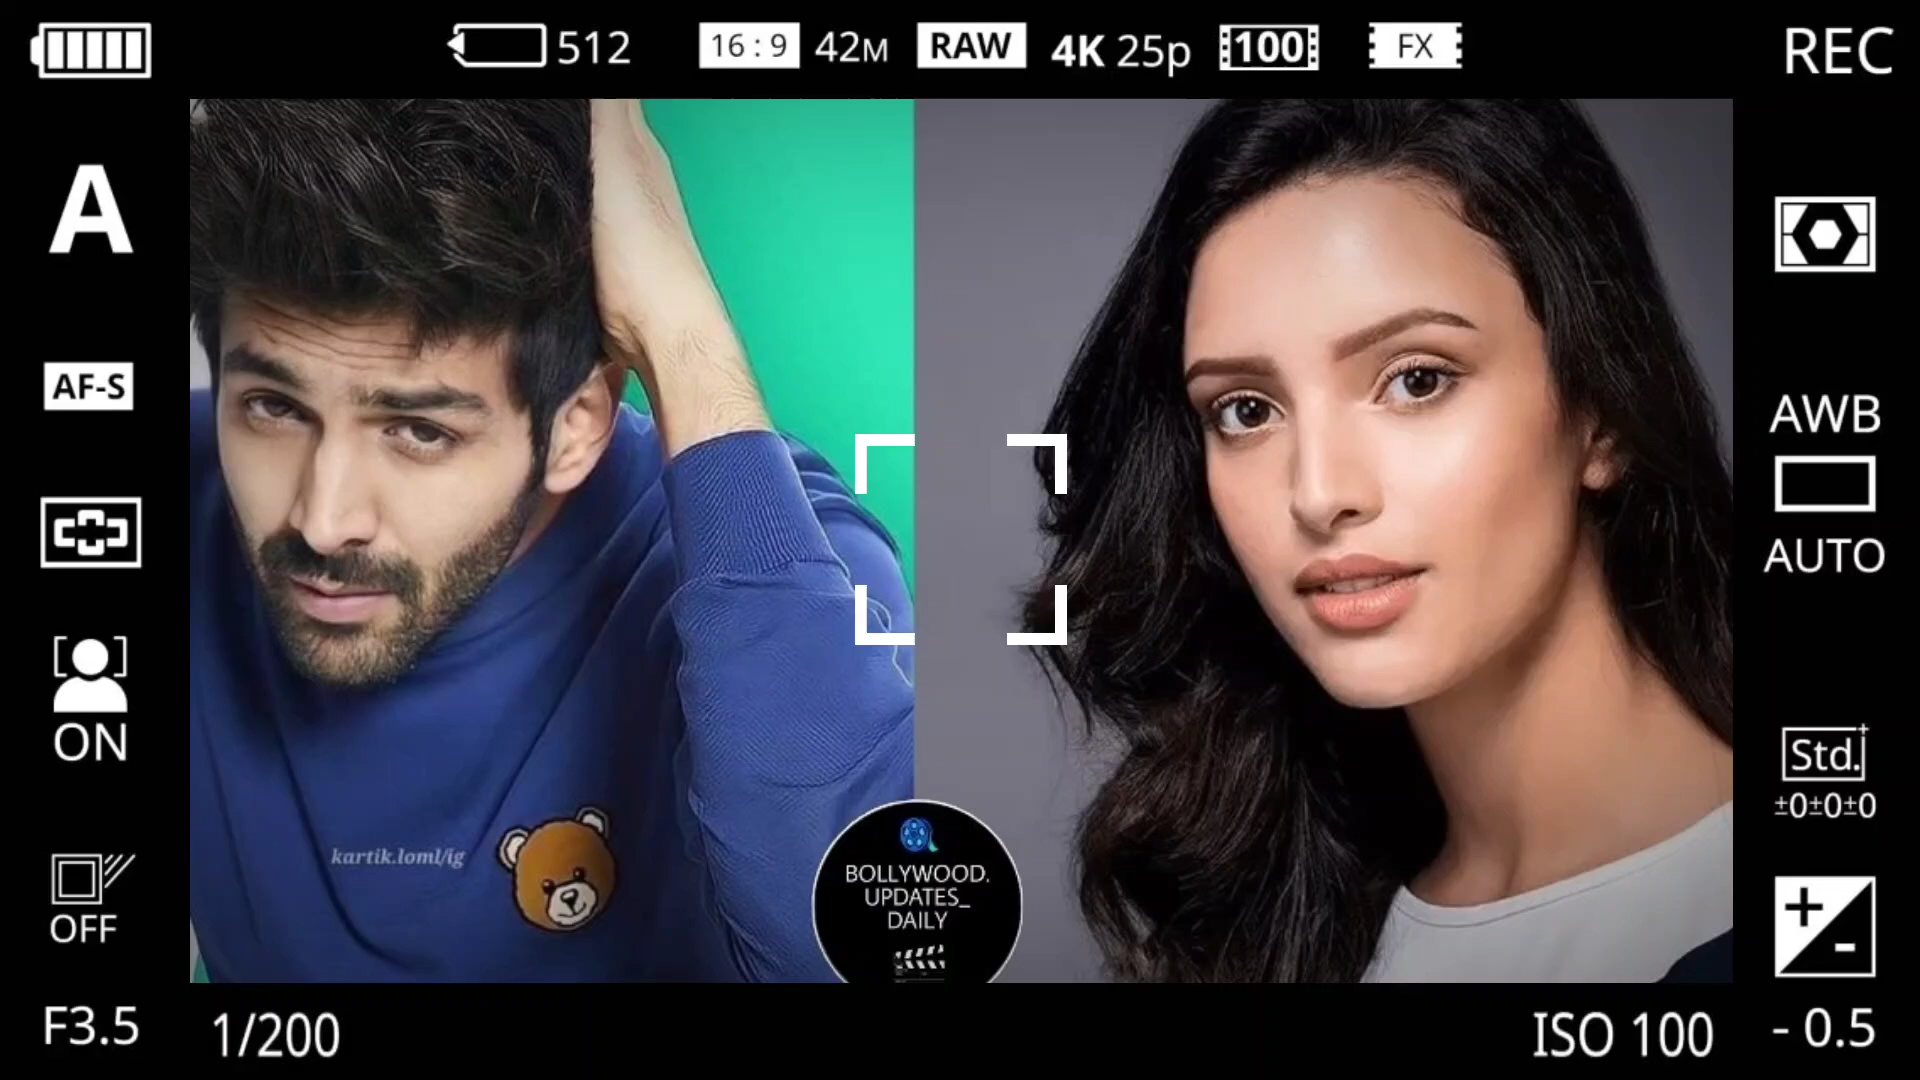 512
16:9
42M
RAW
4K 25p
100
FX
REC
A
AF-S
ON
OFF
F3.5
1/200
AWB
AUTO
Std.+
±0±0±0
+
-
- 0.5
ISO 100
kartik.loml/ig
BOLLYWOOD.
UPDATES_
DAILY